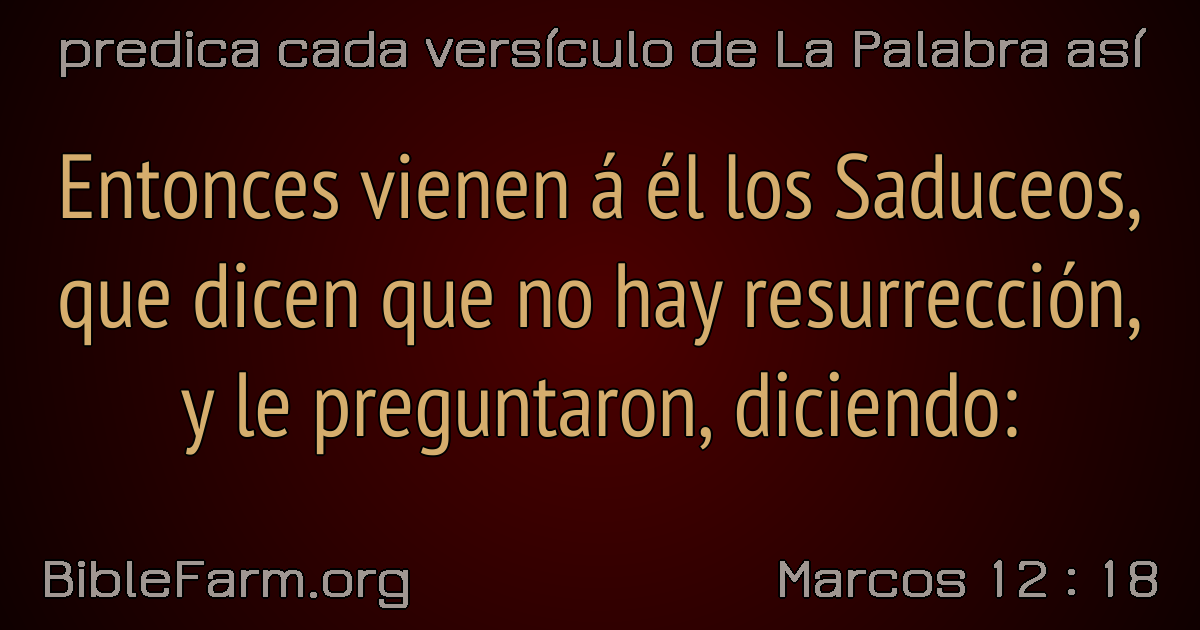 predica cada versículo de La Palabra así
Entonces vienen á él los Saduceos,
que dicen que no hay resurrección,
y le preguntaron, diciendo:
BibleFarm.org
Marcos 12 : 18